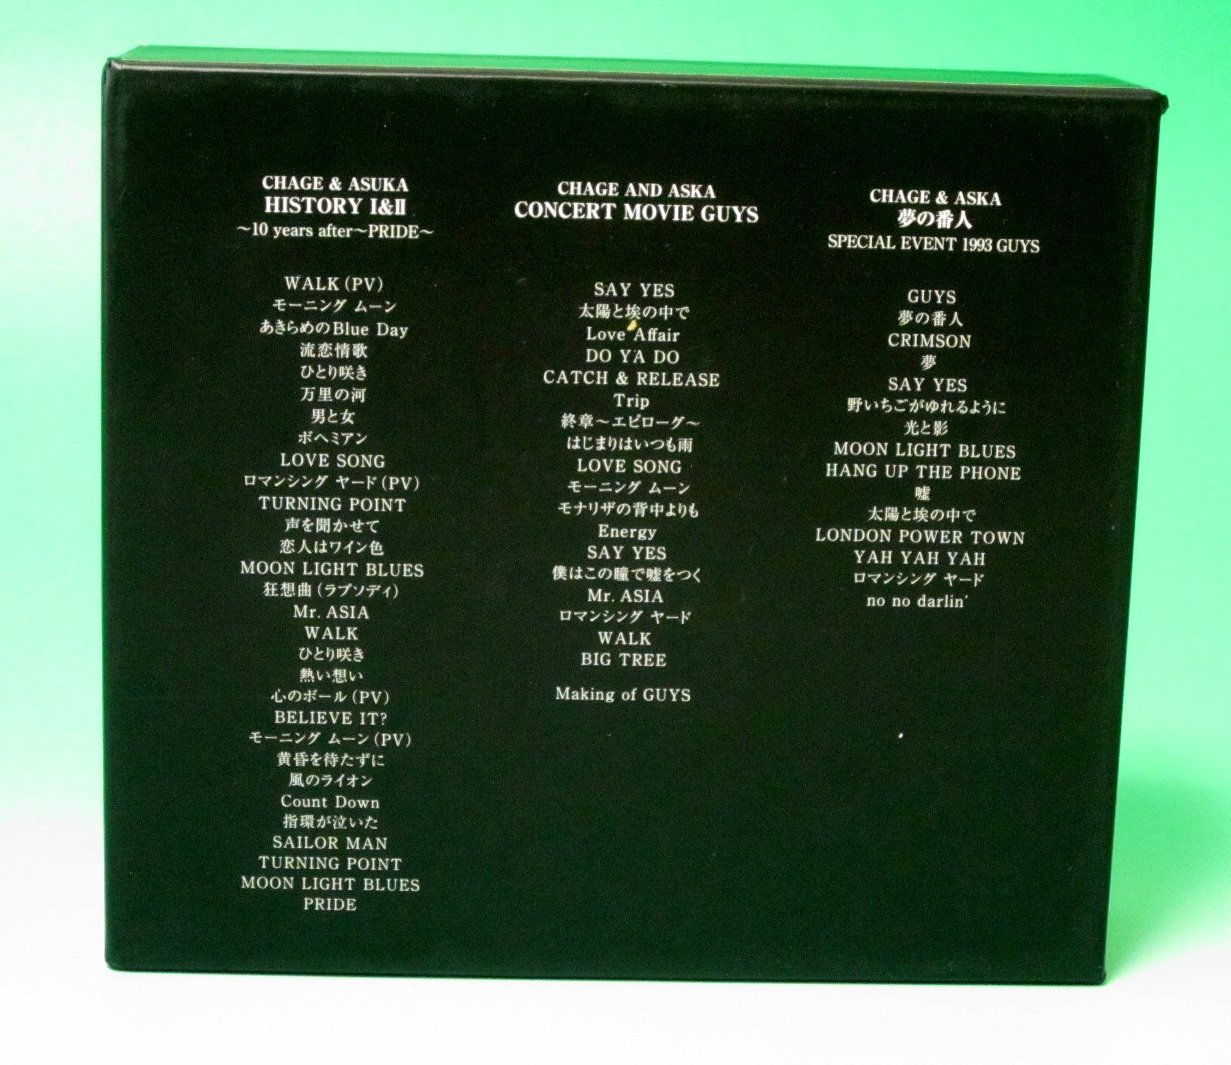 CHAGE & ASUKA
HISTORY I&II
～10 years after～PRIDE～
WALK (PV)
モーニング ムーン
あきらめのBlue Day
流恋情歌
ひとり咲き
万里の河
男と女
ボヘミアン
LOVE SONG
ロマンシング ヤード (PV)
TURNING POINT
声を聞かせて
恋人はワイン色
MOON LIGHT BLUES
狂想曲 (ラプソディ)
Mr. ASIA
WALK
ひとり咲き
熱い想い
心のボール (PV)
BELIEVE IT?
モーニング ムーン (PV)
黄昏を待たずに
風のライオン
Count Down
指環が泣いた
SAILOR MAN
TURNING POINT
MOON LIGHT BLUES
PRIDE
CHAGE AND ASKA
CONCERT MOVIE GUYS
SAY YES
太陽と埃の中で
Love Affair
DO YA DO
CATCH & RELEASE
Trip
終章～エピローグ～
はじまりはいつも雨
LOVE SONG
モーニング ムーン
モナリザの背中よりも
Energy
SAY YES
僕はこの瞳で嘘をつく
Mr. ASIA
ロマンシング ヤード
WALK
BIG TREE
Making of GUYS
CHAGE & ASKA
夢の番人
SPECIAL EVENT 1993 GUYS
GUYS
夢の番人
CRIMSON
夢
SAY YES
野いちごがゆれるように
光と影
MOON LIGHT BLUES
HANG UP THE PHONE
嘘
太陽と埃の中で
LONDON POWER TOWN
YAH YAH YAH
ロマンシング ヤード
no no darlin'